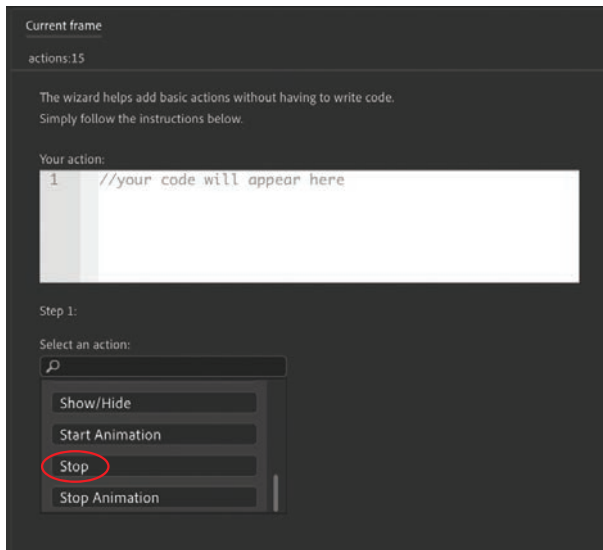 Current frame
actions:15
The wizard helps add basic actions without having to write code.
Simply follow the instructions below.
Your action:
1 //your code will appear here
Step 1:
Select an action:
Show/Hide
Start Animation
Stop
Stop Animation